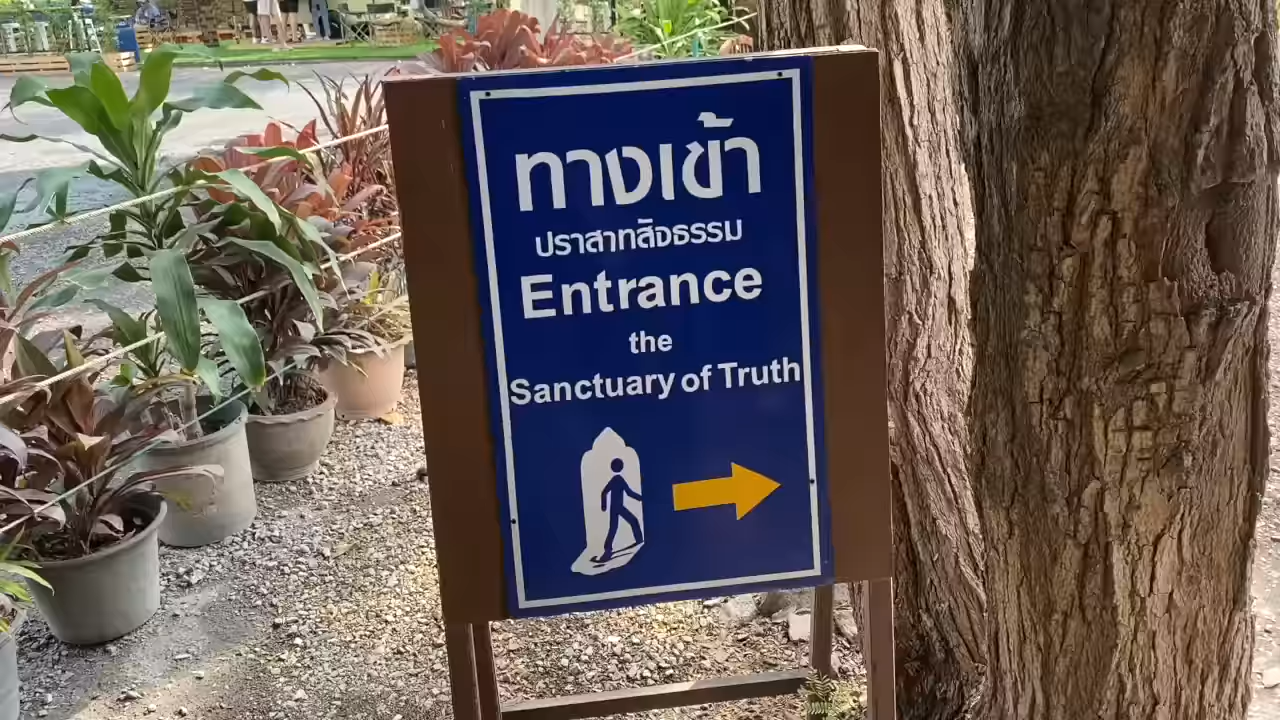 ทางเข้า
ปราสาทสัจธรรม
Entrance
the
Sanctuary of Truth